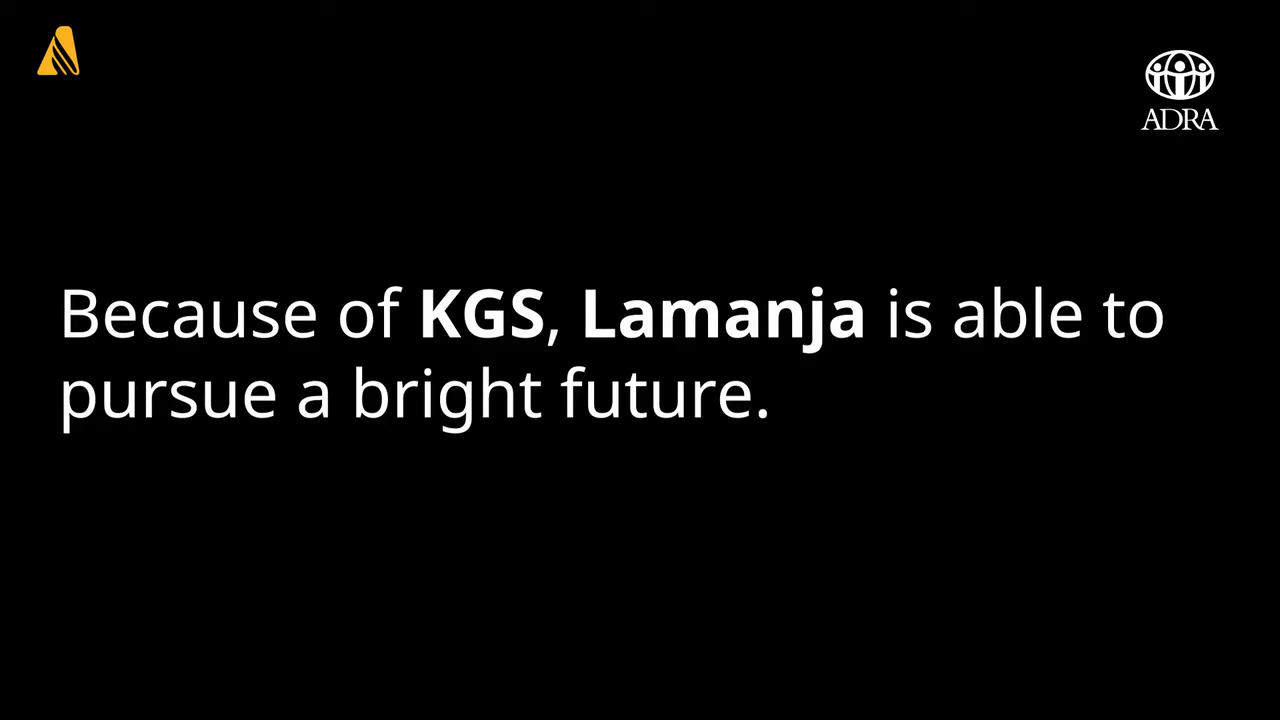 ADRA
Because of KGS, Lamanja is able to
pursue a bright future.